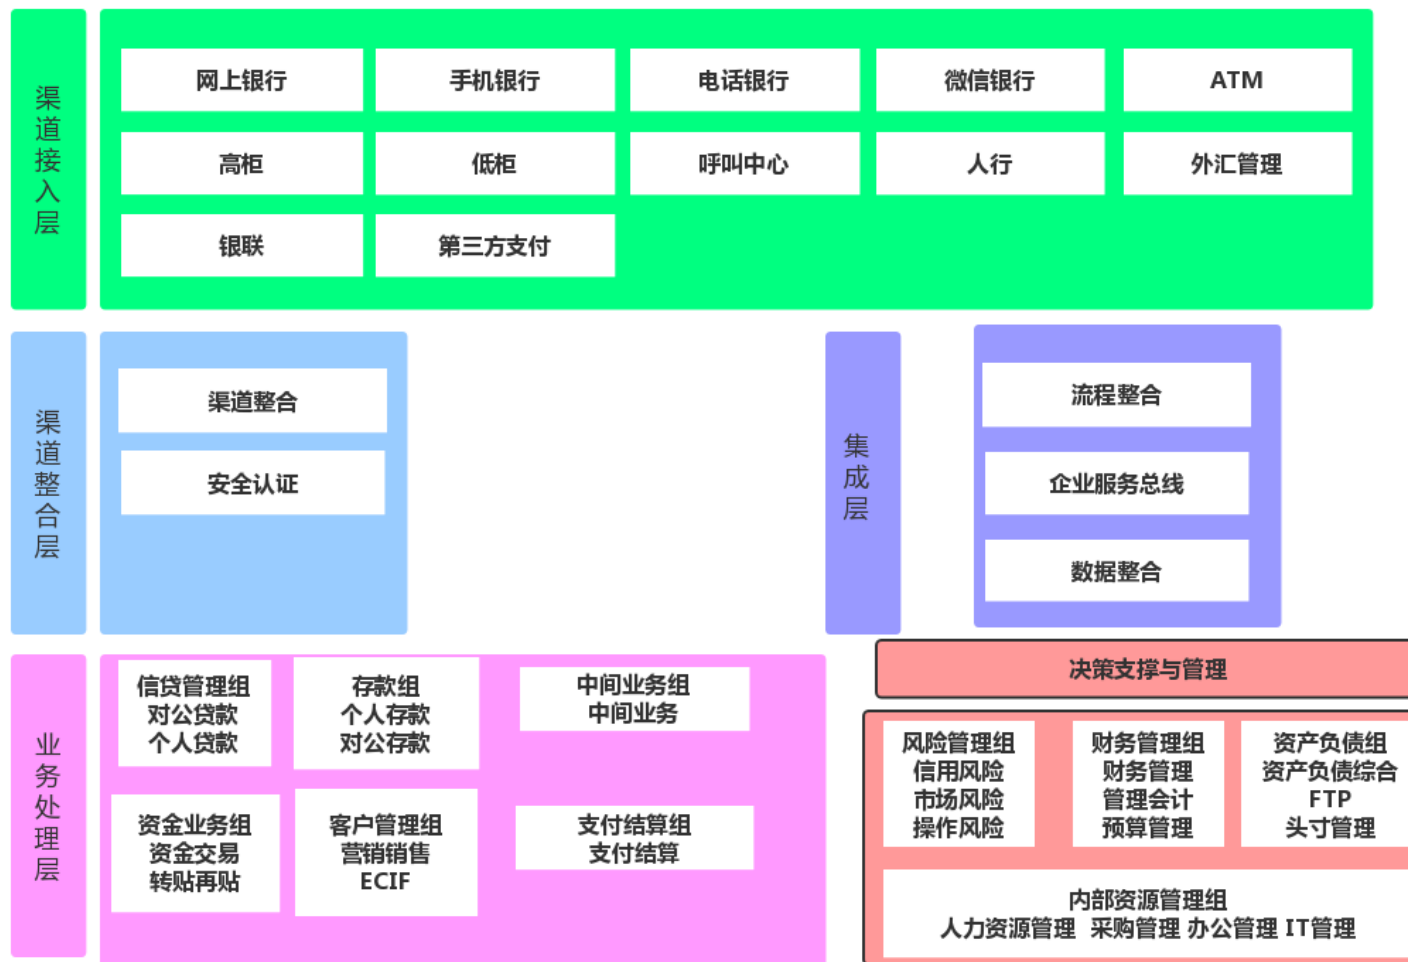 渠道接入层
网上银行
手机银行
电话银行
微信银行
ATM
高柜
低柜
呼叫中心
人行
外汇管理
银联
第三方支付
渠道整合层
渠道整合
安全认证
集成层
流程整合
企业服务总线
数据整合
业务处理层
信贷管理组
对公贷款
个人贷款
存款组
个人存款
对公存款
中间业务组
中间业务
资金业务组
资金交易
转贴再贴
客户管理组
营销销售
ECIF
支付结算组
支付结算
决策支撑与管理
风险管理组
信用风险
市场风险
操作风险
财务管理组
财务管理
管理会计
预算管理
资产负债组
资产负债综合
FTP
头寸管理
内部资源管理组
人力资源管理 采购管理 办公管理 IT管理